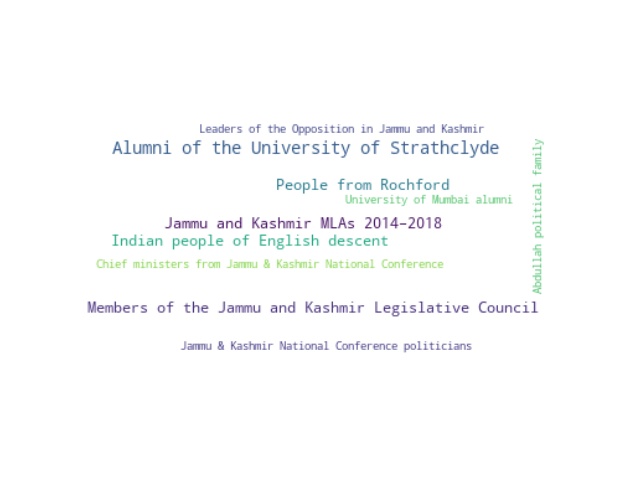 Leaders of the Opposition in Jammu and Kashmir
Alumni of the University of Strathclyde
People from Rochford
University of Mumbai alumni
Abdullah political family
Jammu and Kashmir MLAs 2014–2018
Indian people of English descent
Chief ministers from Jammu & Kashmir National Conference
Members of the Jammu and Kashmir Legislative Council
Jammu & Kashmir National Conference politicians